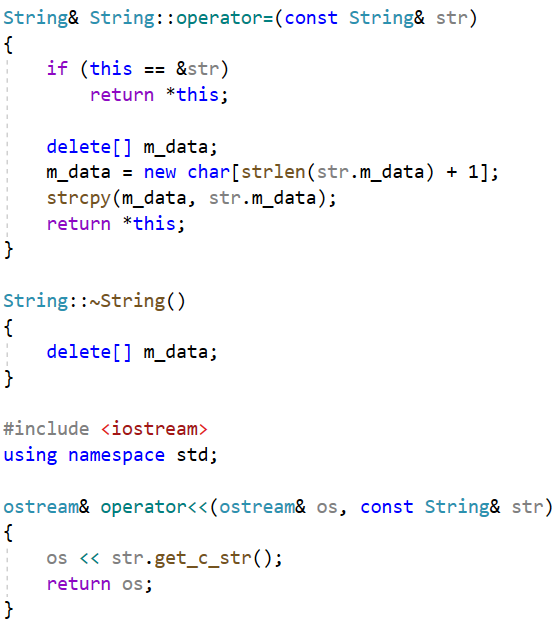 String& String::operator=(const String& str)
{
    if (this == &str)
        return *this;

    delete[] m_data;
    m_data = new char[strlen(str.m_data) + 1];
    strcpy(m_data, str.m_data);
    return *this;
}

String::~String()
{
    delete[] m_data;
}

#include <iostream>
using namespace std;

ostream& operator<<(ostream& os, const String& str)
{
    os << str.get_c_str();
    return os;
}